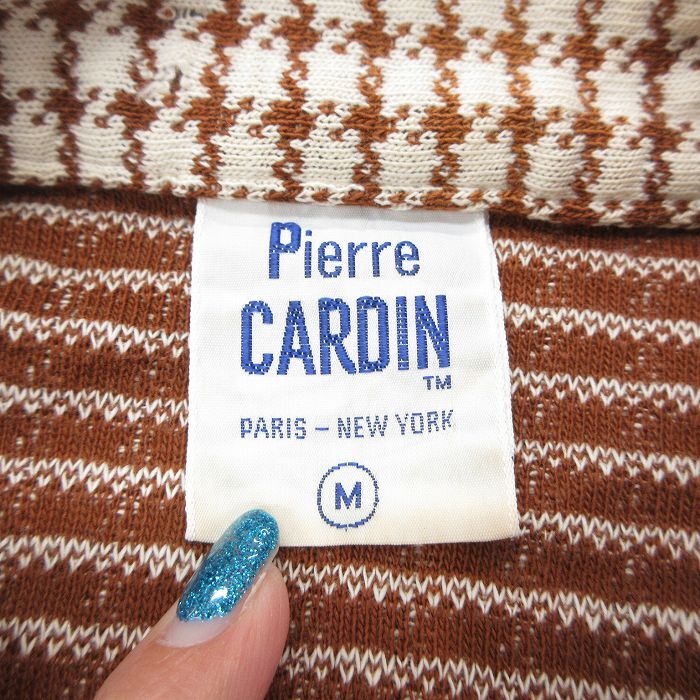 Pierre
CARDIN
TM
PARIS - NEW YORK
M